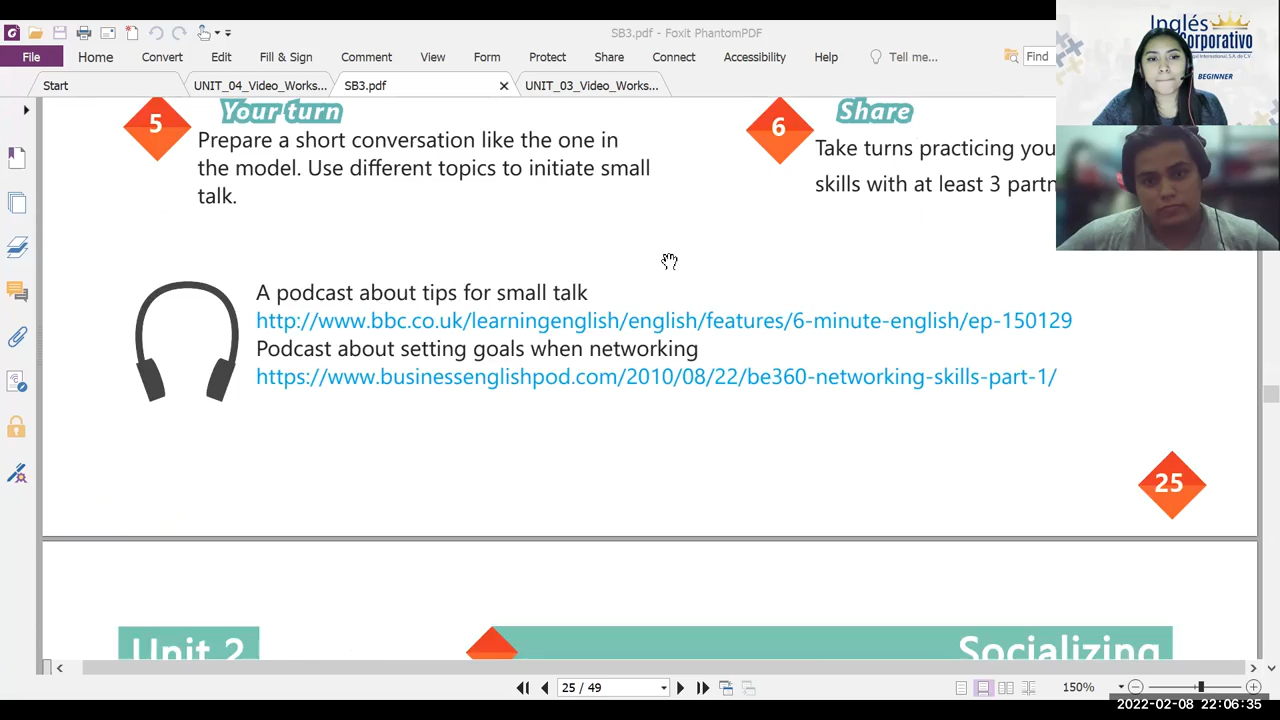 SB3.pdf - Foxit PhantomPDF
File Home Convert Edit Fill & Sign Comment View Form Protect Share Connect Accessibility Help Tell me... Find
Start UNIT_04_Video_Works... SB3.pdf UNIT_03_Video_Works...
Inglés
Corporativo
BEGINNER
5 Your turn
Prepare a short conversation like the one in
the model. Use different topics to initiate small
talk.
6 Share
Take turns practicing you
skills with at least 3 partn
A podcast about tips for small talk
http://www.bbc.co.uk/learningenglish/english/features/6-minute-english/ep-150129
Podcast about setting goals when networking
https://www.businessenglishpod.com/2010/08/22/be360-networking-skills-part-1/
25
Unit 2 Socializing
25 / 49 150%
2022-02-08 22:06:35